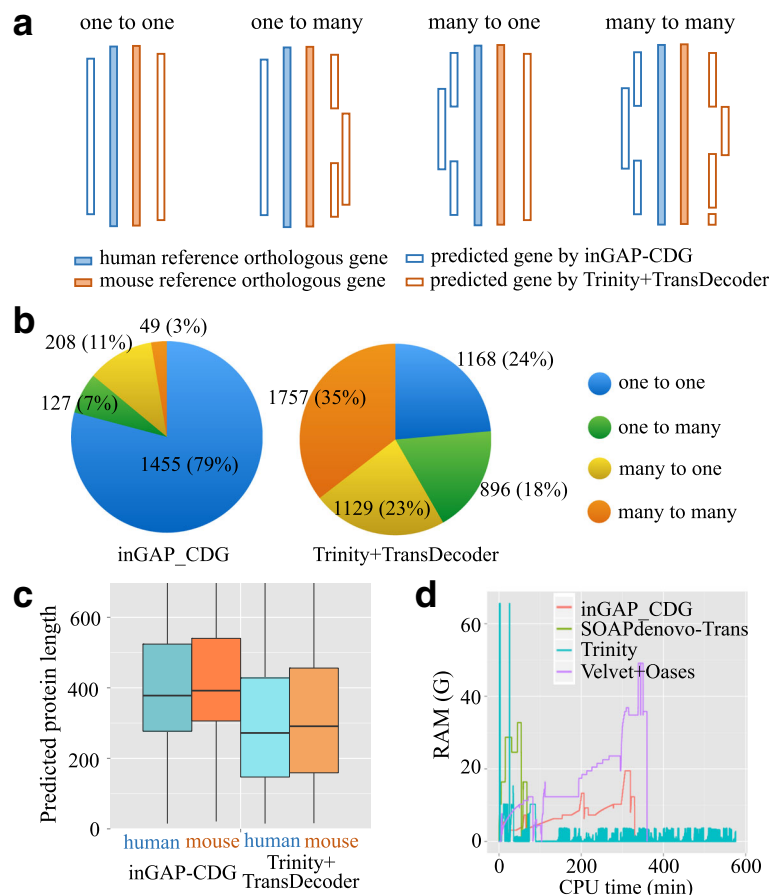 a
one to one
one to many
many to one
many to many
human reference orthologous gene
predicted gene by inGAP-CDG
mouse reference orthologous gene
predicted gene by Trinity+TransDecoder
b
49 (3%)
208 (11%)
127 (7%)
1455 (79%)
inGAP_CDG
1168 (24%)
1757 (35%)
896 (18%)
1129 (23%)
Trinity+TransDecoder
one to one
one to many
many to one
many to many
c
Predicted protein length
600
400
200
0
human mouse human mouse
inGAP-CDG
Trinity+
TransDecoder
d
inGAP_CDG
SOAPdenovo-Trans
Trinity
Velvet+Oases
RAM (G)
60
40
20
0
0 200 400 600
CPU time (min)